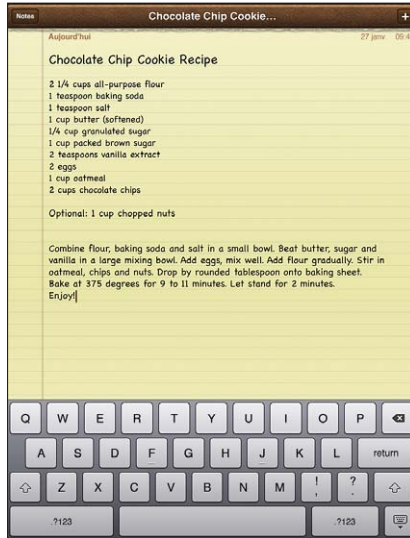 Notes
Chocolate Chip Cookie...
+
Aujourd'hui
27 janv
Chocolate Chip Cookie Recipe
2 1/4 cups all-purpose flour
1 teaspoon baking soda
1 teaspoon salt
1 cup butter (softened)
1/4 cup granulated sugar
1 cup packed brown sugar
2 teaspoons vanilla extract
2 eggs
1 cup oatmeal
2 cups chocolate chips
Optional: 1 cup chopped nuts
Combine flour, baking soda and salt in a small bowl. Beat butter, sugar and
vanilla in a large mixing bowl. Add eggs, mix well. Add flour gradually. Stir in
oatmeal, chips and nuts. Drop by rounded tablespoon onto baking sheet.
Bake at 375 degrees for 9 to 11 minutes. Let stand for 2 minutes.
Enjoy!
Q W E R T Y U I O P
A S D F G H J K L return
Z X C V B N M ! , ? .
.?123 .?123